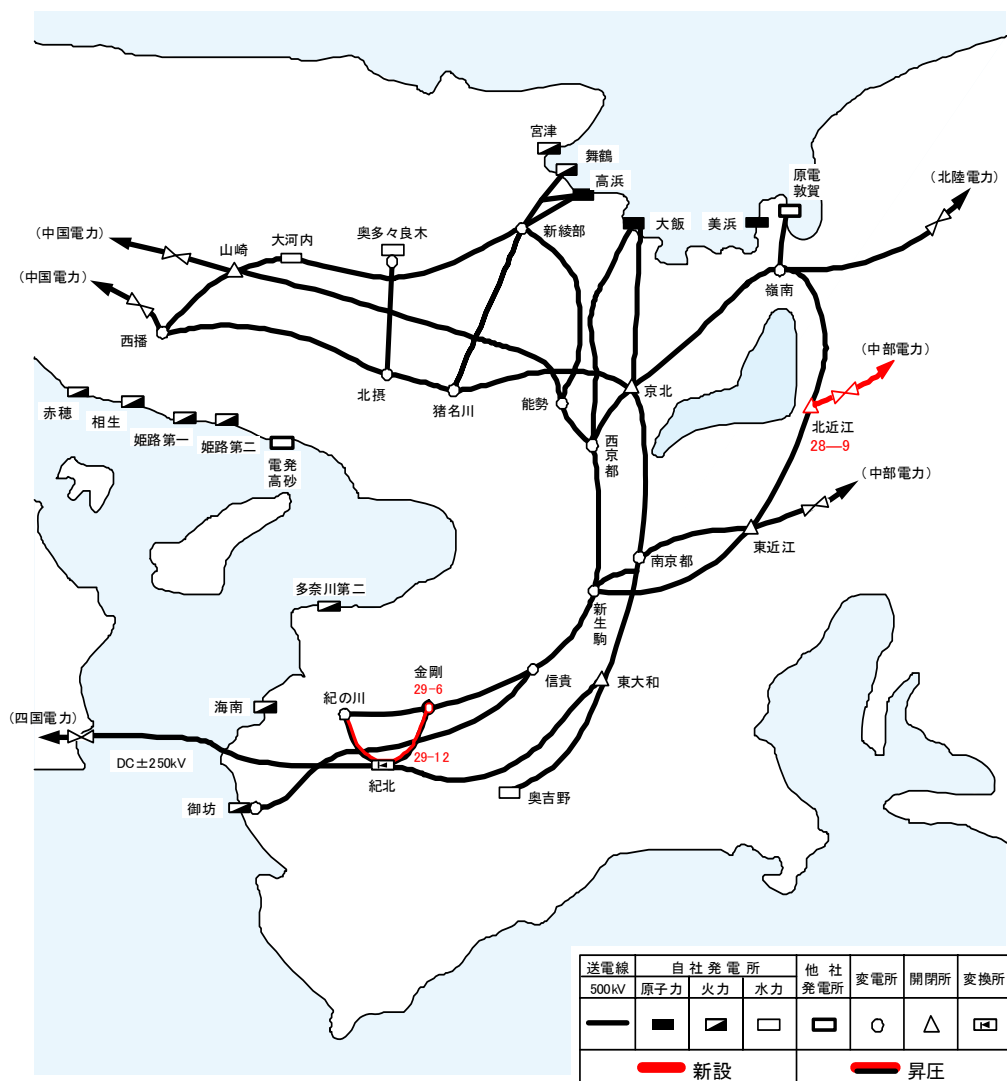 宮津
舞鶴
高浜
原電
敦賀
(北陸電力)
大飯
美浜
(中国電力)
大河内
奥多々良木
新綾部
山崎
(中国電力)
嶺南
西播
(中部電力)
北摂
猪名川
能勢
京北
赤穂
相生
姫路第一
姫路第二
北近江
28―9
西京都
電発
高砂
(中部電力)
東近江
南京都
多奈川第二
新生駒
金剛
29-6
信貴
東大和
紀の川
海南
(四国電力)
29-12
DC±250kV
紀北
奥吉野
御坊
送電線
自社発電所
他社
発電所
変電所
開閉所
変換所
500kV
原子力
火力
水力
新設
昇圧